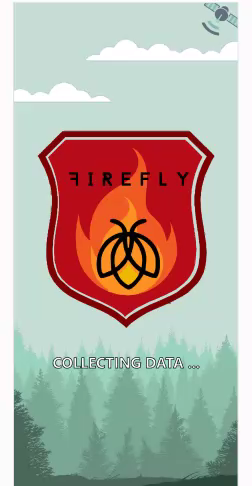 FIREFLY
COLLECTING DATA ...